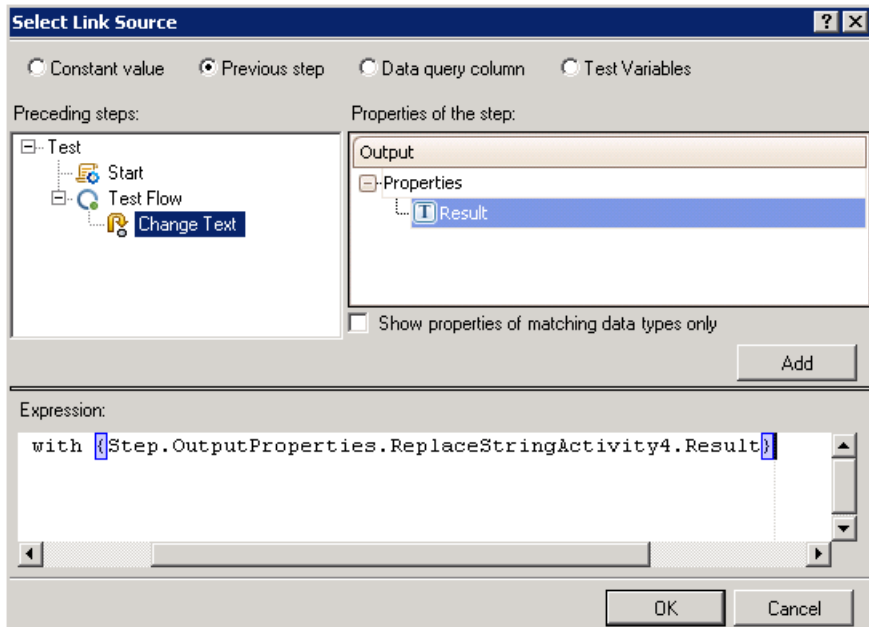 Select Link Source
Constant value Previous step Data query column Test Variables
Preceding steps: Properties of the step:
Test
Start
Test Flow
Change Text
Output
Properties
T Result
Show properties of matching data types only
Add
Expression:
with {Step.OutputProperties.ReplaceStringActivity4.Result}
OK Cancel